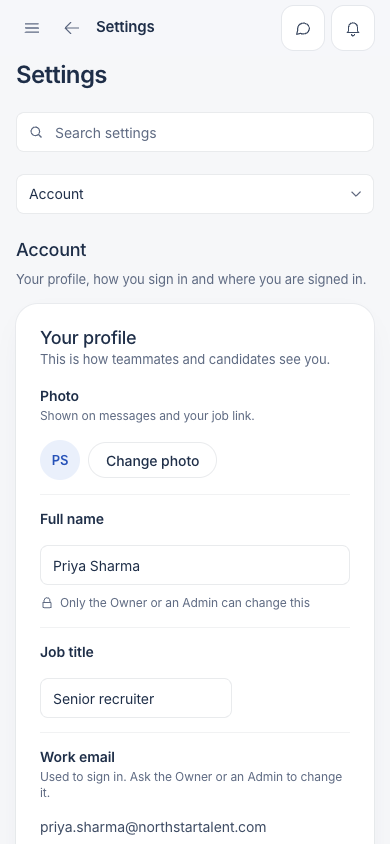 Settings
Settings
Search settings
Account
Account
Your profile, how you sign in and where you are signed in.
Your profile
This is how teammates and candidates see you.
Photo
Shown on messages and your job link.
PS
Change photo
Full name
Priya Sharma
Only the Owner or an Admin can change this
Job title
Senior recruiter
Work email
Used to sign in. Ask the Owner or an Admin to change
it.
priya.sharma@northstartalent.com